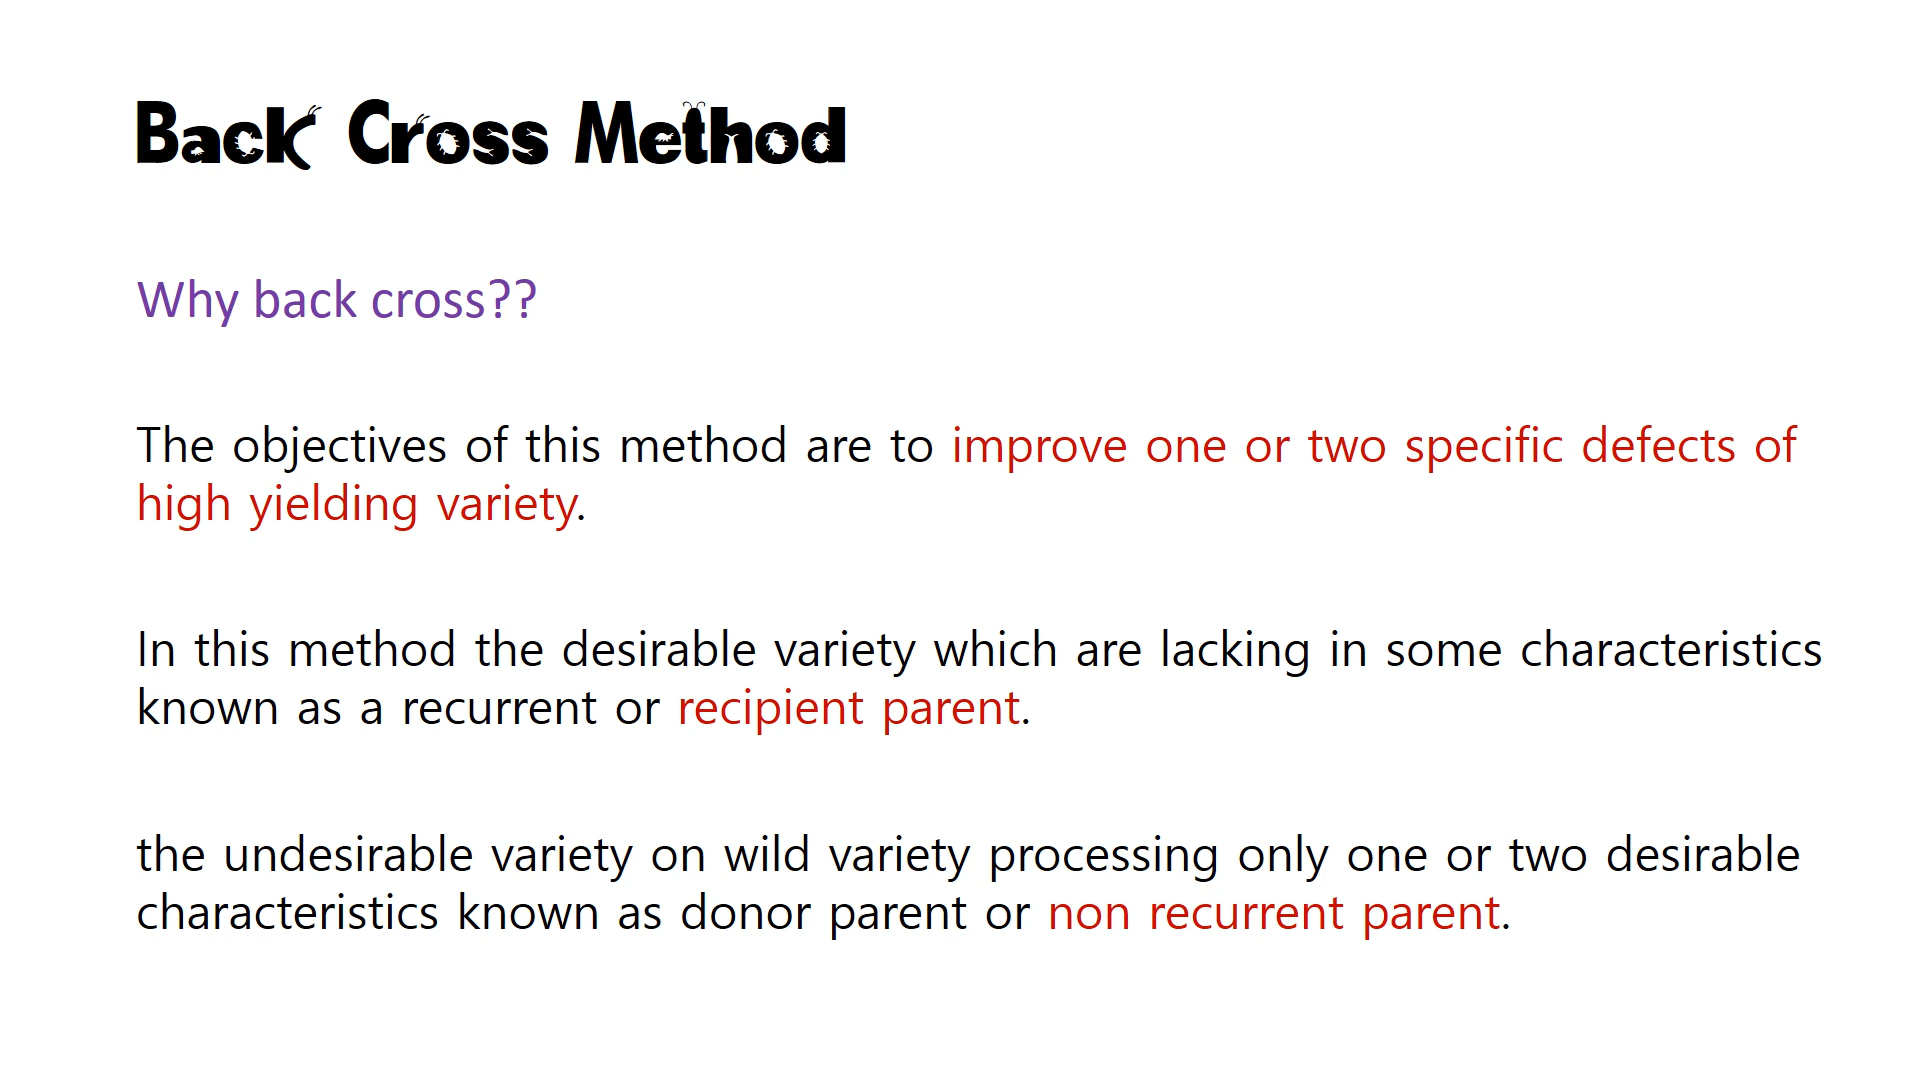 Back Cross Method
Why back cross??
The objectives of this method are to improve one or two specific defects of
high yielding variety.
In this method the desirable variety which are lacking in some characteristics
known as a recurrent or recipient parent.
the undesirable variety on wild variety processing only one or two desirable
characteristics known as donor parent or non recurrent parent.